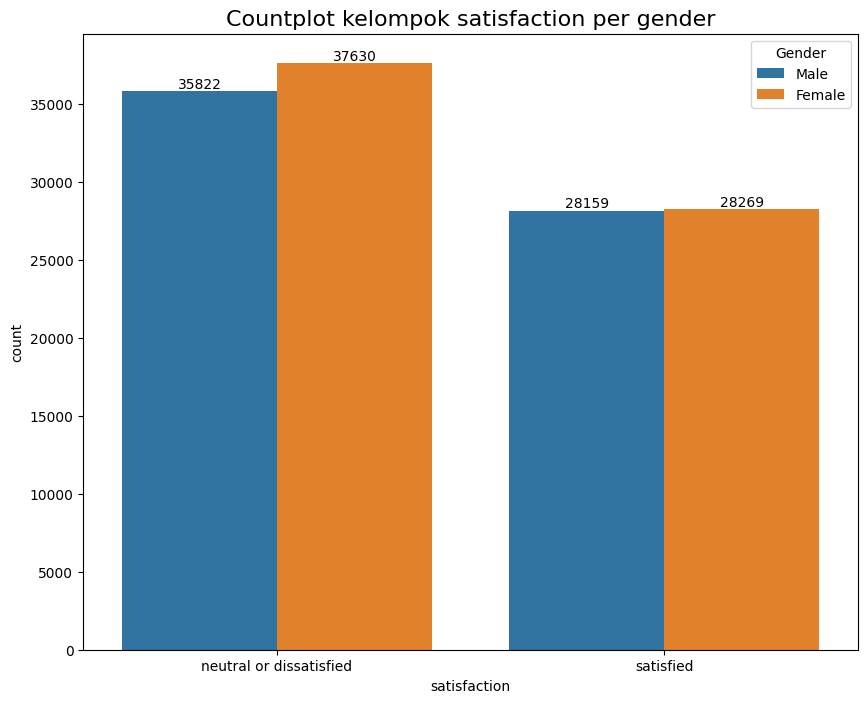 Countplot kelompok satisfaction per gender
Gender
Male
Female
35822
37630
28159
28269
35000
30000
25000
20000
15000
10000
5000
0
count
neutral or dissatisfied
satisfied
satisfaction